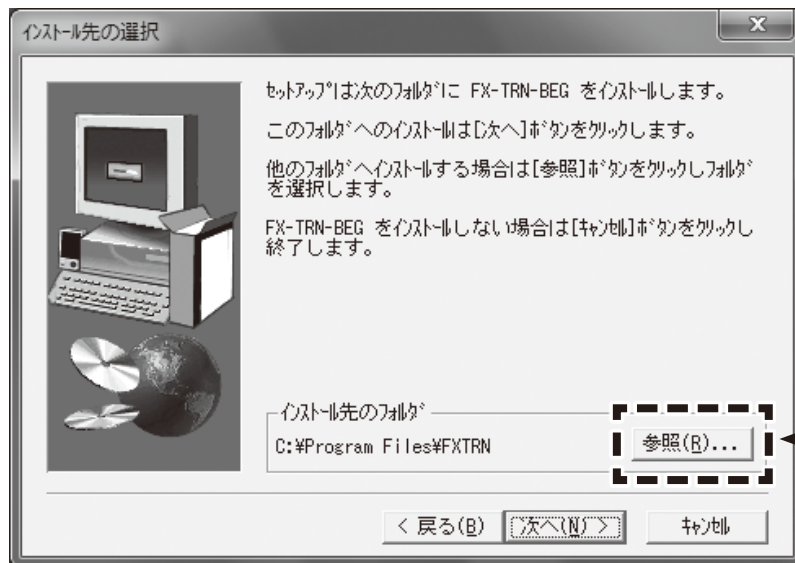 ｲﾝｽﾄｰﾙ先の選択
ｾｯﾄｱｯﾌﾟは次のﾌｫﾙﾀﾞに FX-TRN-BEG をｲﾝｽﾄｰﾙします。
このﾌｫﾙﾀﾞへのｲﾝｽﾄｰﾙは[次へ]ﾎﾞﾀﾝをｸﾘｯｸします。
他のﾌｫﾙﾀﾞへｲﾝｽﾄｰﾙする場合は[参照]ﾎﾞﾀﾝをｸﾘｯｸしﾌｫﾙﾀﾞ
を選択します。
FX-TRN-BEG をｲﾝｽﾄｰﾙしない場合は[ｷｬﾝｾﾙ]ﾎﾞﾀﾝをｸﾘｯｸし
終了します。
ｲﾝｽﾄｰﾙ先のﾌｫﾙﾀﾞ
C:¥Program Files¥FXTRN
参照(R)...
< 戻る(B)
次へ(N) >
ｷｬﾝｾﾙ